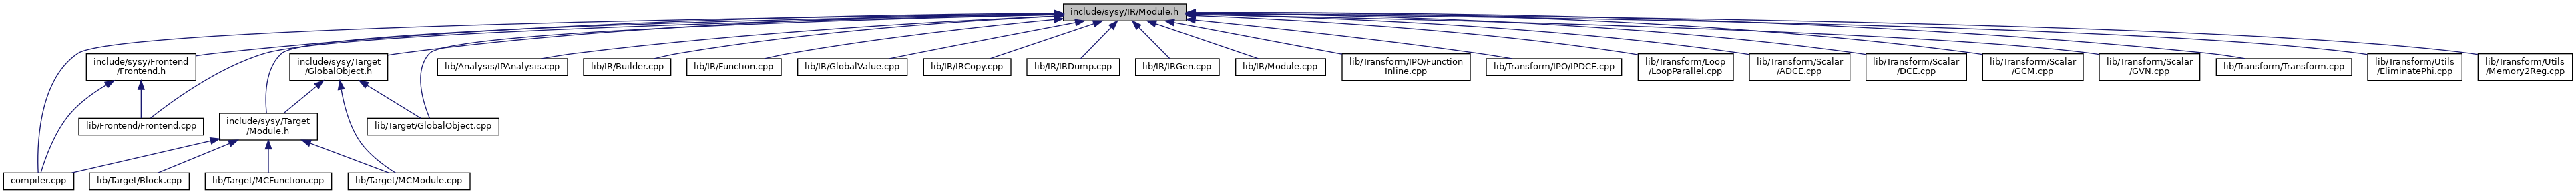 include/sysy/IR/Module.h
include/sysy/Frontend
/Frontend.h
include/sysy/Target
/GlobalObject.h
lib/Analysis/IPAnalysis.cpp
lib/IR/Builder.cpp
lib/IR/Function.cpp
lib/IR/GlobalValue.cpp
lib/IR/IRCopy.cpp
lib/IR/IRDump.cpp
lib/IR/IRGen.cpp
lib/IR/Module.cpp
lib/Transform/IPO/Function
Inline.cpp
lib/Transform/IPO/IPDCE.cpp
lib/Transform/Loop
/LoopParallel.cpp
lib/Transform/Scalar
/ADCE.cpp
lib/Transform/Scalar
/DCE.cpp
lib/Transform/Scalar
/GCM.cpp
lib/Transform/Scalar
/GVN.cpp
lib/Transform/Transform.cpp
lib/Transform/Utils
/EliminatePhi.cpp
lib/Transform/Utils
/Memory2Reg.cpp
lib/Frontend/Frontend.cpp
include/sysy/Target
/Module.h
lib/Target/GlobalObject.cpp
compiler.cpp
lib/Target/Block.cpp
lib/Target/MCFunction.cpp
lib/Target/MCModule.cpp